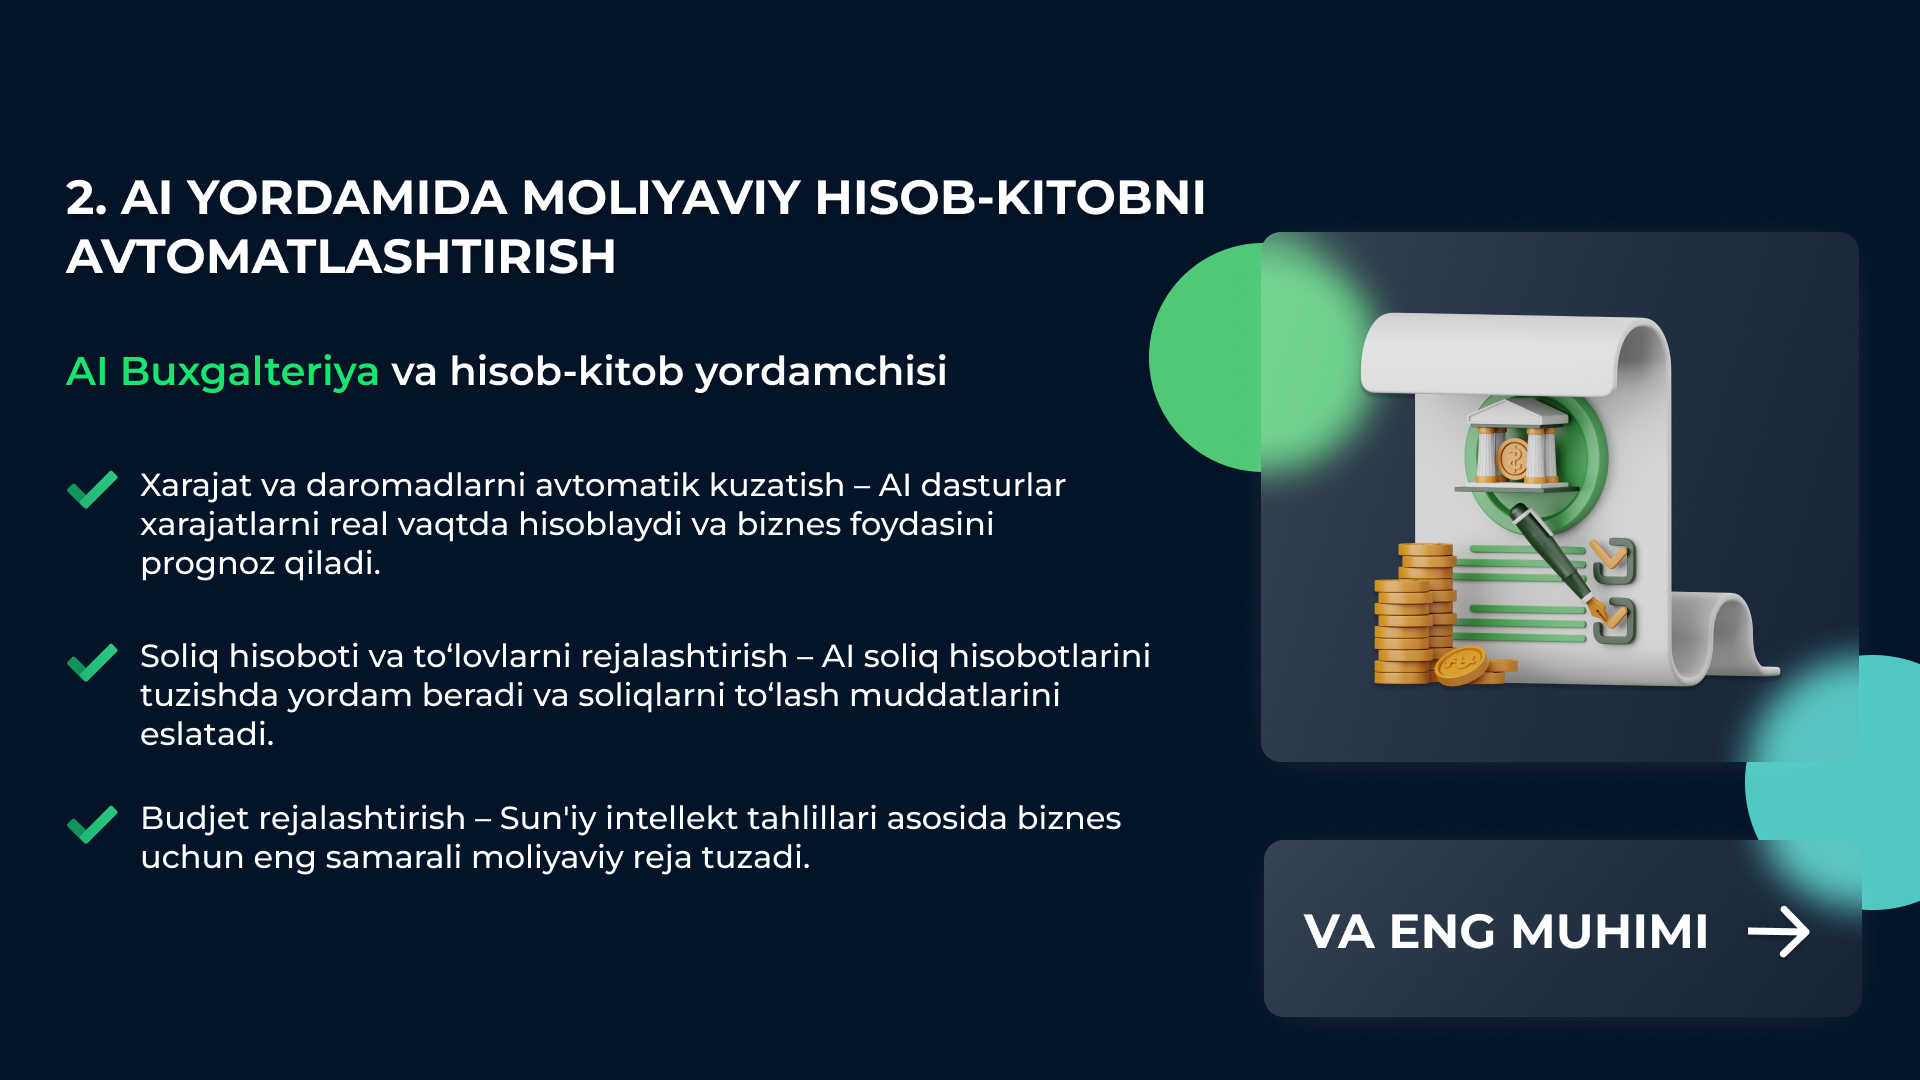 2. AI YORDAMIDA MOLIYAVIY HISOB-KITOBNI
AVTOMATLASHTIRISH
AI Buxgalteriya va hisob-kitob yordamchisi
Xarajat va daromadlarni avtomatik kuzatish – AI dasturlar
xarajatlarni real vaqtda hisoblaydi va biznes foydasini
prognoz qiladi.
Soliq hisoboti va to‘lovlarni rejalashtirish – AI soliq hisobotlarini
tuzishda yordam beradi va soliqlarni to‘lash muddatlarini
eslatadi.
Budjet rejalashtirish – Sun'iy intellekt tahlillari asosida biznes
uchun eng samarali moliyaviy reja tuzadi.
VA ENG MUHIMI